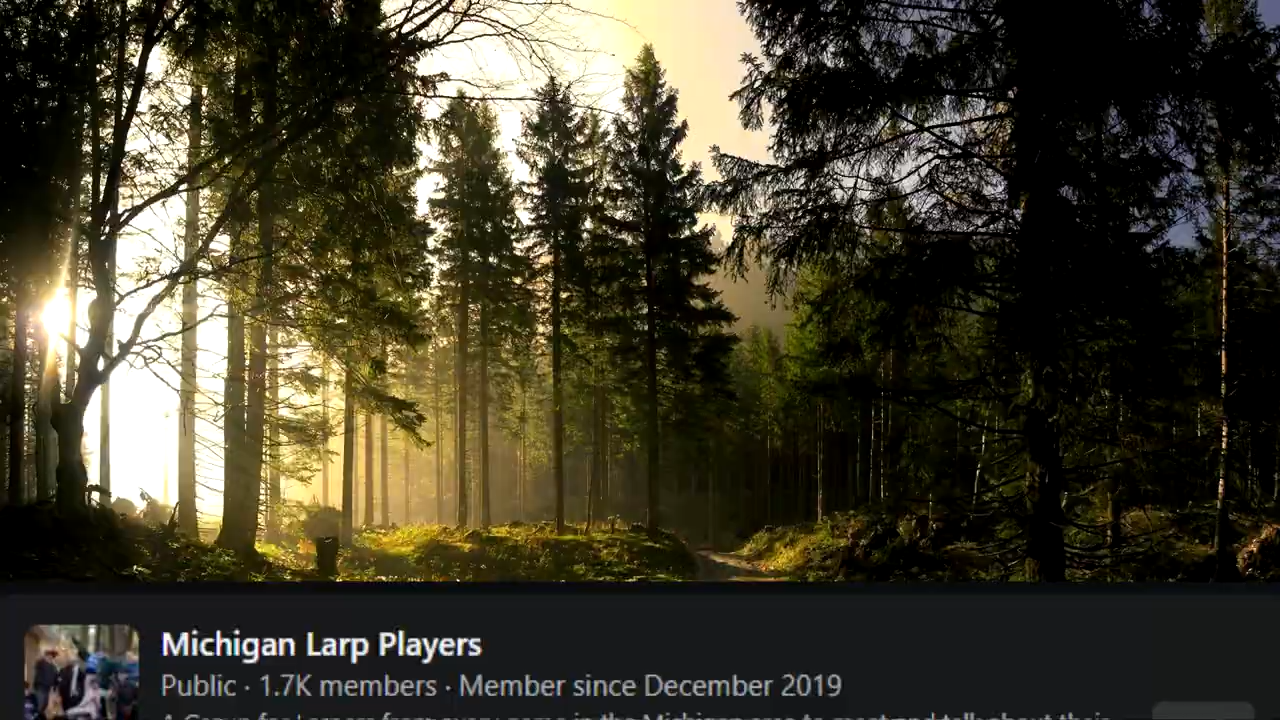 Michigan Larp Players
Public · 1.7K members · Member since December 2019